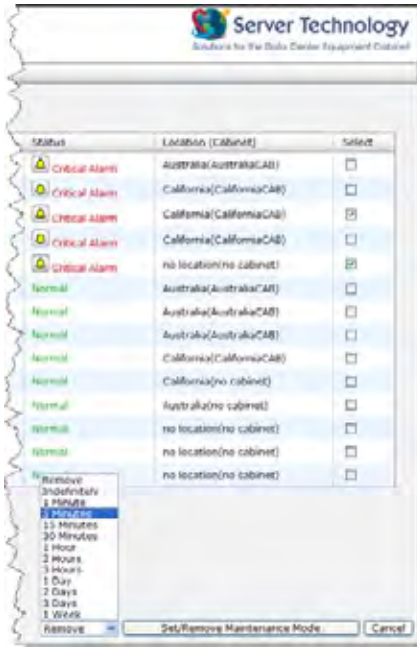 Server Technology
Solutions for the Data Center Equipment Cabinet
Status Location (Cabinet) Select
Critical Alarm Australia(AustraliaCAB)
Critical Alarm California(CaliforniaCAB)
Critical Alarm California(CaliforniaCAB)
Critical Alarm California(CaliforniaCAB)
Critical Alarm no location(no cabinet)
Normal Australia(AustraliaCAB)
Normal Australia(AustraliaCAB)
Normal Australia(AustraliaCAB)
Normal California(CaliforniaCAB)
Normal California(no cabinet)
Normal Australia(no cabinet)
Normal no location(no cabinet)
Normal no location(no cabinet)
no location(no cabinet)
Remove
Indefinitely
1 Minute
5 Minutes
15 Minutes
30 Minutes
1 Hour
2 Hours
3 Hours
1 Day
2 Days
3 Days
1 Week
Remove Set/Remove Maintenance Mode Cancel